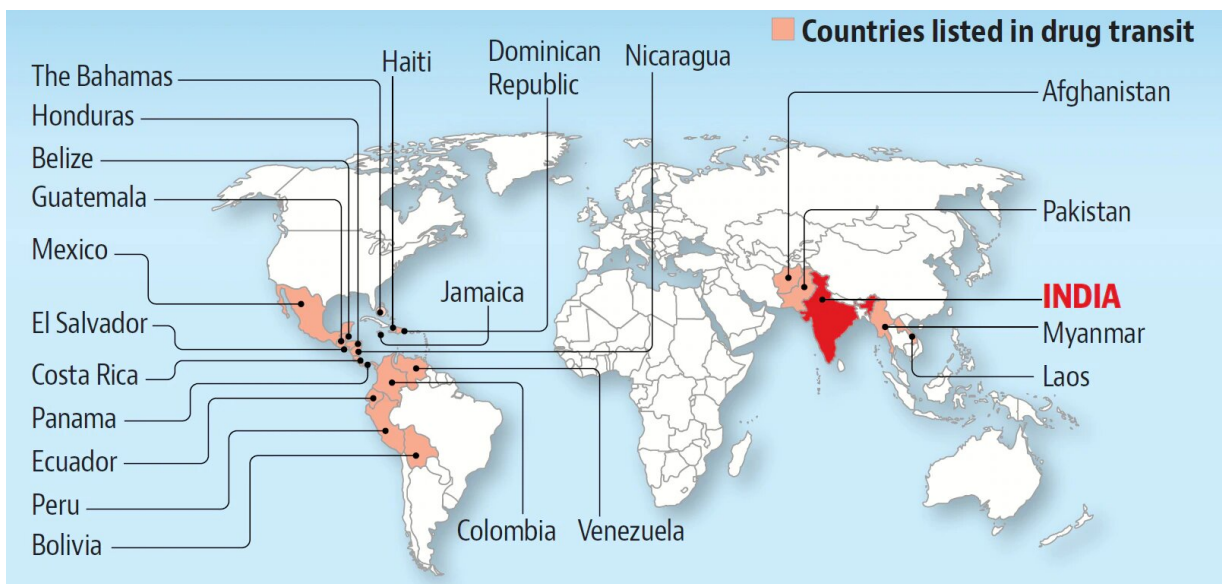 Countries listed in drug transit
The Bahamas
Haiti
Dominican
Republic
Nicaragua
Honduras
Belize
Guatemala
Mexico
El Salvador
Costa Rica
Panama
Ecuador
Peru
Bolivia
Jamaica
Colombia
Venezuela
Afghanistan
Pakistan
INDIA
Myanmar
Laos